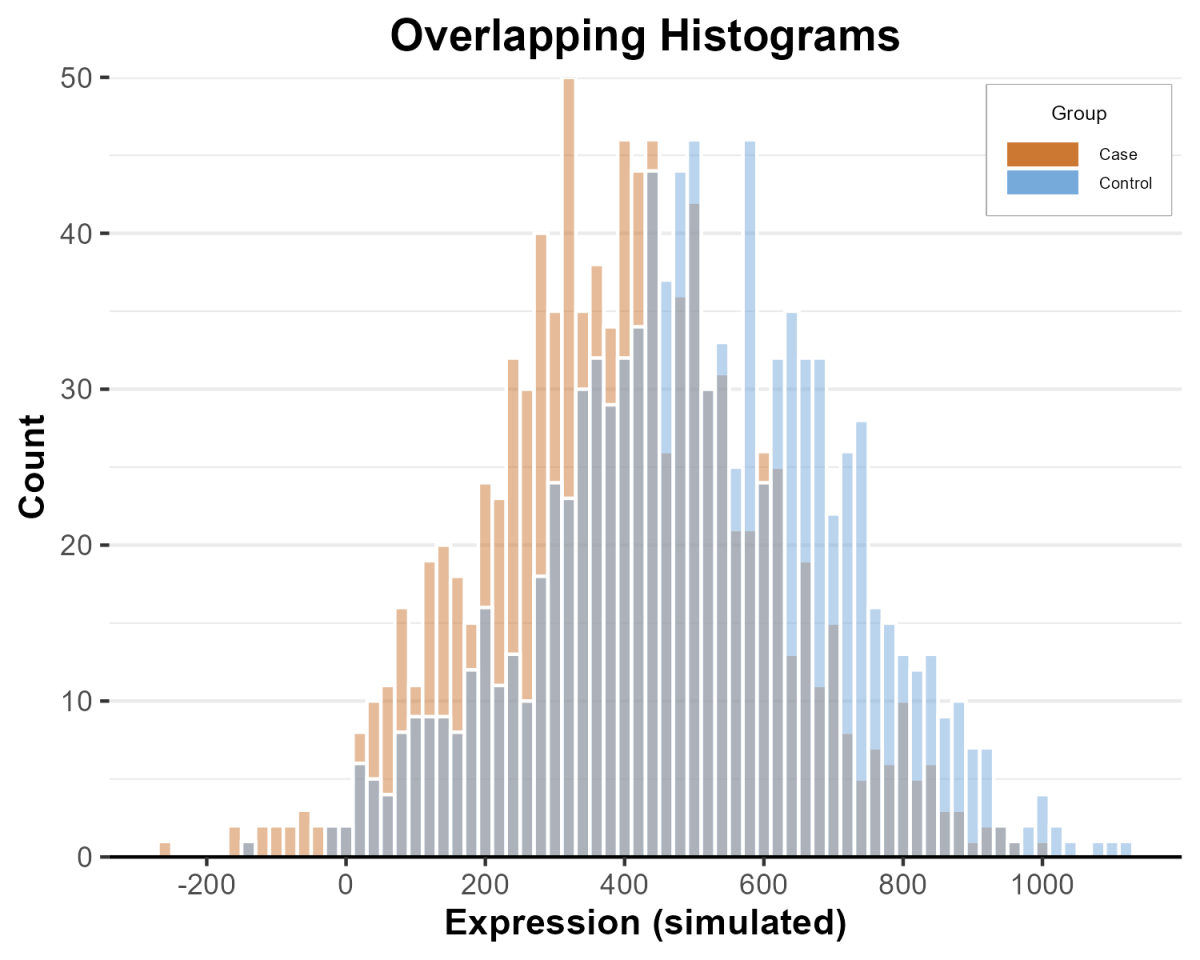 Overlapping Histograms
50
40
30
20
10
0
Count
Group
Case
Control
-200 0 200 400 600 800 1000
Expression (simulated)